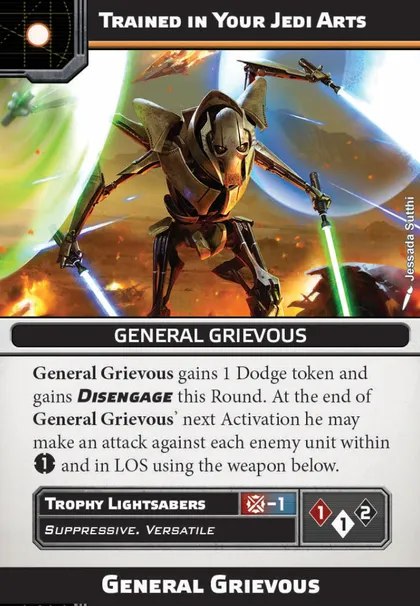 Trained in Your Jedi Arts
Jessada Sutthi
GENERAL GRIEVOUS
General Grievous gains 1 Dodge token and
gains Disengage this Round. At the end of
General Grievous' next Activation he may
make an attack against each enemy unit within
1 and in LOS using the weapon below.
Trophy Lightsabers -1 1 1 2
Suppressive, Versatile
General Grievous